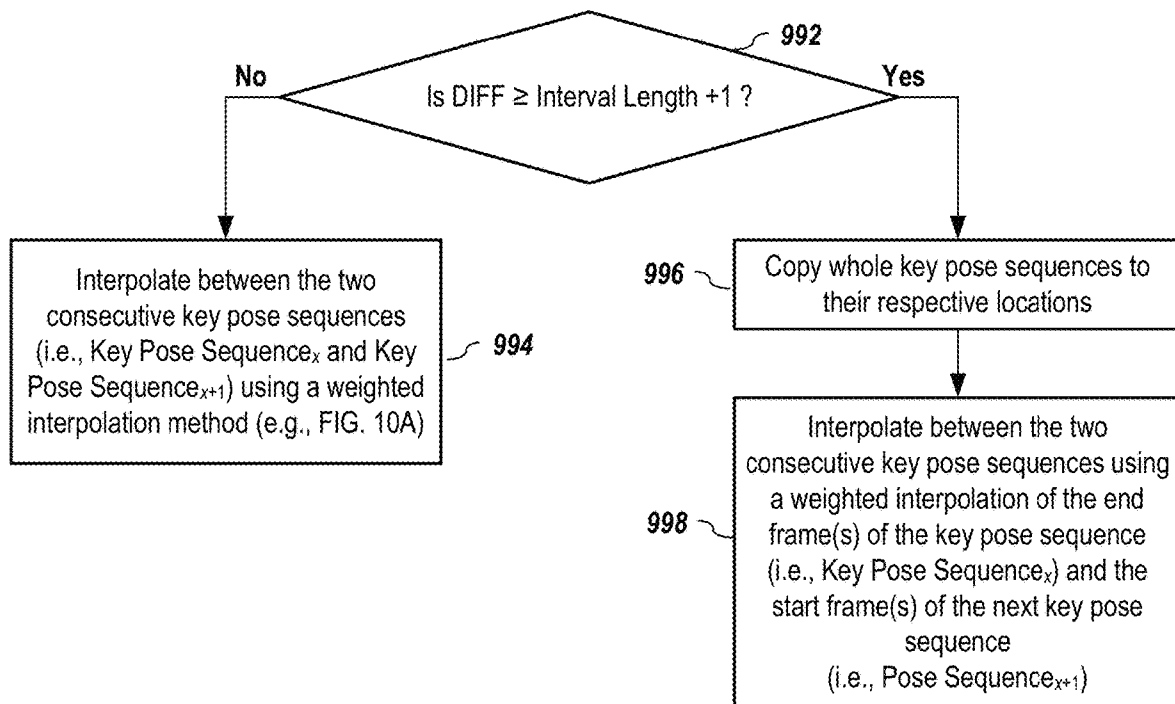 992
No
Yes
Is DIFF ≥ Interval Length +1 ?
Interpolate between the two
consecutive key pose sequences
(i.e., Key Pose Sequenceₓ and Key
Pose Sequenceₓ₊₁) using a weighted
interpolation method (e.g., FIG. 10A)
994
996
Copy whole key pose sequences to
their respective locations
998
Interpolate between the two
consecutive key pose sequences using
a weighted interpolation of the end
frame(s) of the key pose sequence
(i.e., Key Pose Sequenceₓ) and the
start frame(s) of the next key pose
sequence
(i.e., Pose Sequenceₓ₊₁)